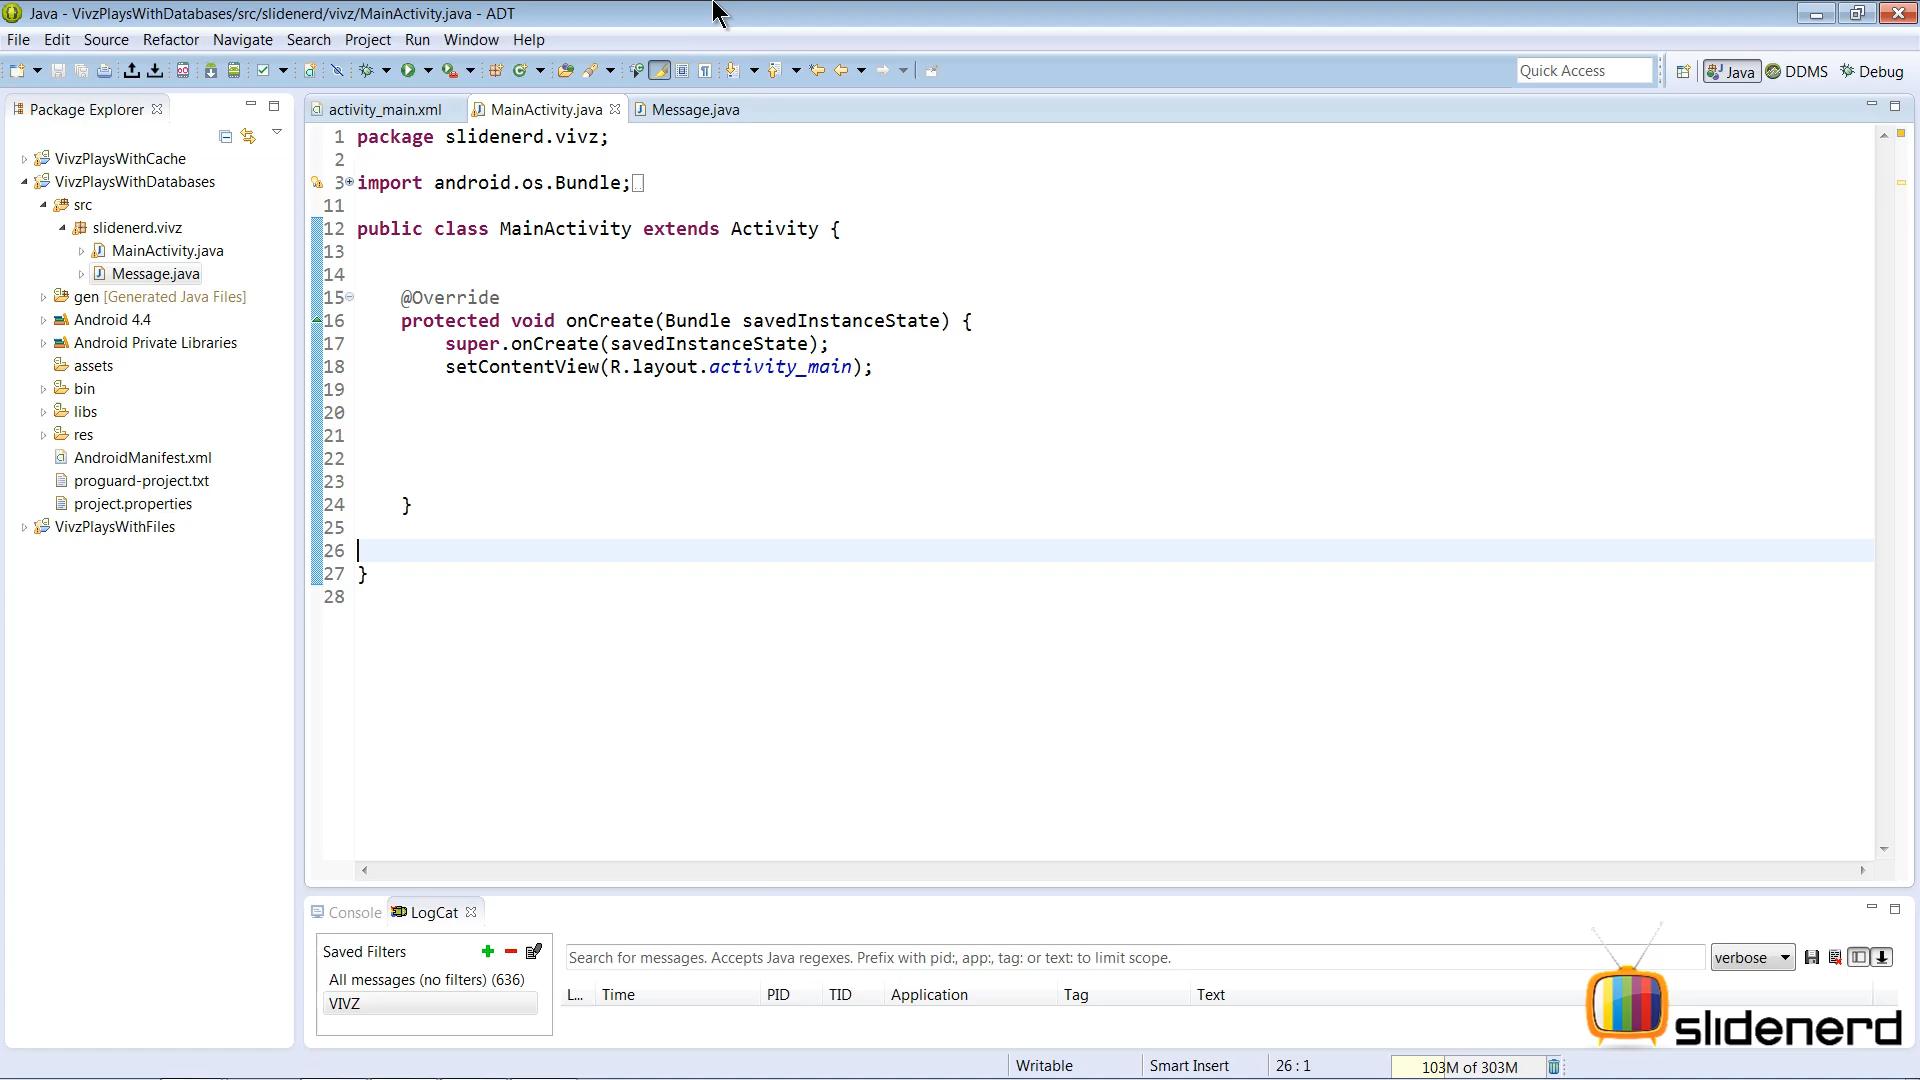 Java - VivzPlaysWithDatabases/src/slidenerd/vivz/MainActivity.java - ADT
File Edit Source Refactor Navigate Search Project Run Window Help
Quick Access
Java
DDMS
Debug
Package Explorer
VivzPlaysWithCache
VivzPlaysWithDatabases
src
slidenerd.vivz
MainActivity.java
Message.java
gen [Generated Java Files]
Android 4.4
Android Private Libraries
assets
bin
libs
res
AndroidManifest.xml
proguard-project.txt
project.properties
VivzPlaysWithFiles
activity_main.xml
MainActivity.java
Message.java
1 package slidenerd.vivz;
2
3 import android.os.Bundle;
11
12 public class MainActivity extends Activity {
13
14
15 @Override
16 protected void onCreate(Bundle savedInstanceState) {
17 super.onCreate(savedInstanceState);
18 setContentView(R.layout.activity_main);
19
20
21
22
23
24 }
25
26
27 }
28
Console
LogCat
Saved Filters
All messages (no filters) (636)
VIVZ
Search for messages. Accepts Java regexes. Prefix with pid:, app:, tag: or text: to limit scope.
verbose
L... Time PID TID Application Tag Text
slidenerd
Writable Smart Insert 26 : 1 103M of 303M